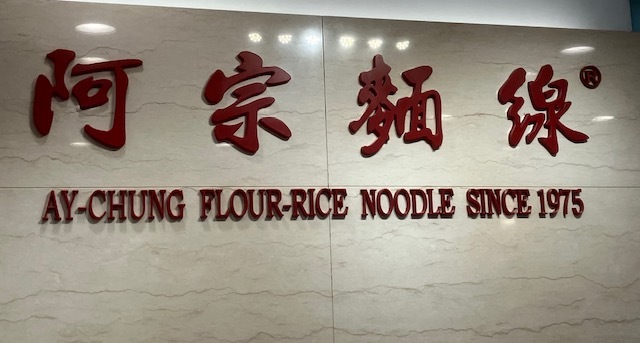 阿宗麵線®
AY-CHUNG FLOUR-RICE NOODLE SINCE 1975